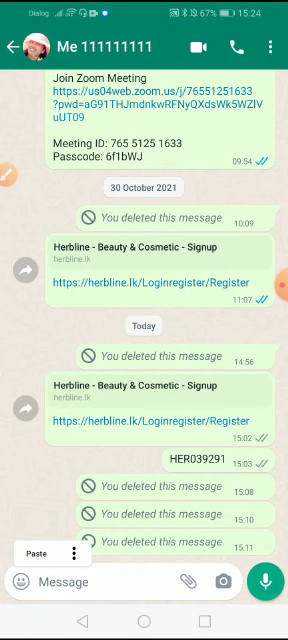 Dialog 67% 15:24
Me 111111111
Join Zoom Meeting
https://us04web.zoom.us/j/76551251633
?pwd=aG91THJmdnkwRFNyQXdsWk5WZlV
uUT09
Meeting ID: 765 5125 1633
Passcode: 6f1bWJ
09:54
30 October 2021
You deleted this message 10:09
Herbline - Beauty & Cosmetic - Signup
herbline.lk
https://herbline.lk/Loginregister/Register
11:07
Today
You deleted this message 14:56
Herbline - Beauty & Cosmetic - Signup
herbline.lk
https://herbline.lk/Loginregister/Register
15:02
HER039291 15:03
You deleted this message 15:08
You deleted this message 15:10
You deleted this message 15:11
Paste
Message